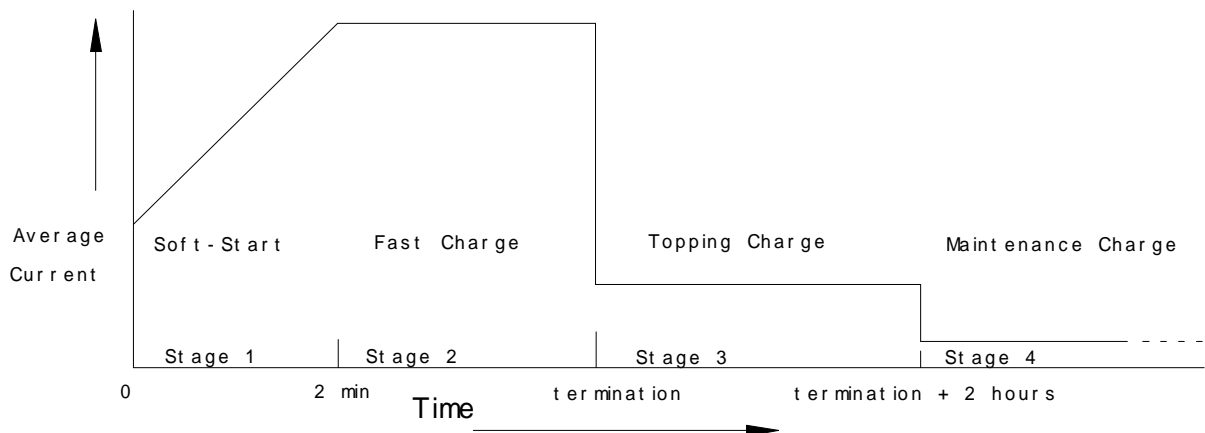 Average
Current
Soft-Start
Fast Charge
Topping Charge
Maintenance Charge
Stage 1
Stage 2
Stage 3
Stage 4
0
2 min
termination
termination + 2 hours
Time